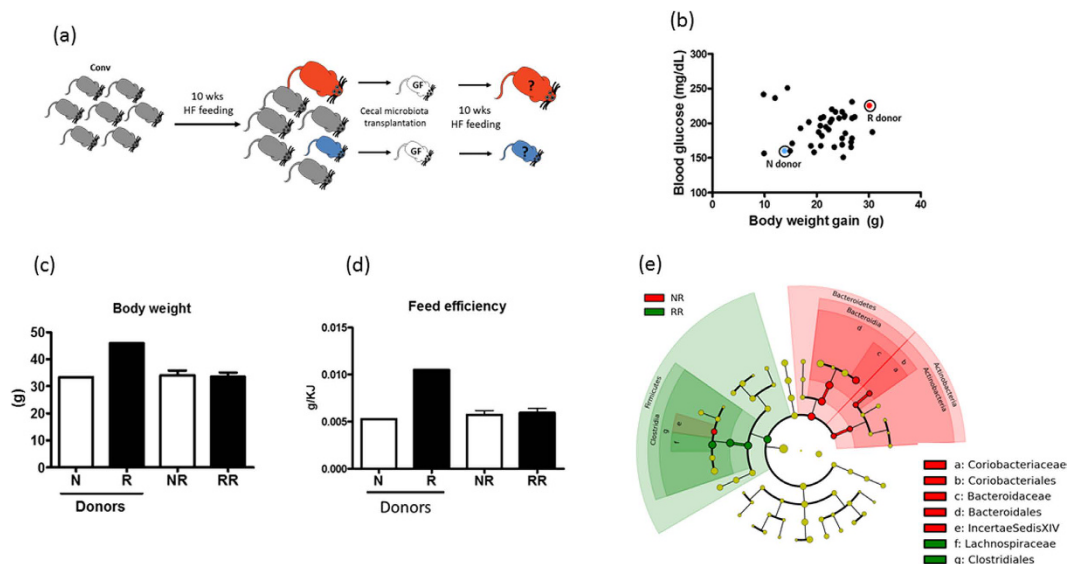 (a)
Conv
10 wks
HF feeding
GF
Cecal microbiota
transplantation
GF
10 wks
HF feeding
?
?
(b)
Blood glucose (mg/dL)
300
250
200
150
100
R donor
N donor
0
10
20
30
40
Body weight gain (g)
(c)
Body weight
(g)
50
40
30
20
10
0
N
R
NR
RR
Donors
(d)
Feed efficiency
g/KJ
0.015
0.010
0.005
0.000
N
R
NR
RR
Donors
(e)
NR
RR
Bacteroidetes
Bacteroidia
d
c
b
a
Actinobacteria
Actinobacteria
Firmicutes
Clostridia
g
f
e
a: Coriobacteriaceae
b: Coriobacteriales
c: Bacteroidaceae
d: Bacteroidales
e: IncertaeSedisXIV
f: Lachnospiraceae
g: Clostridiales